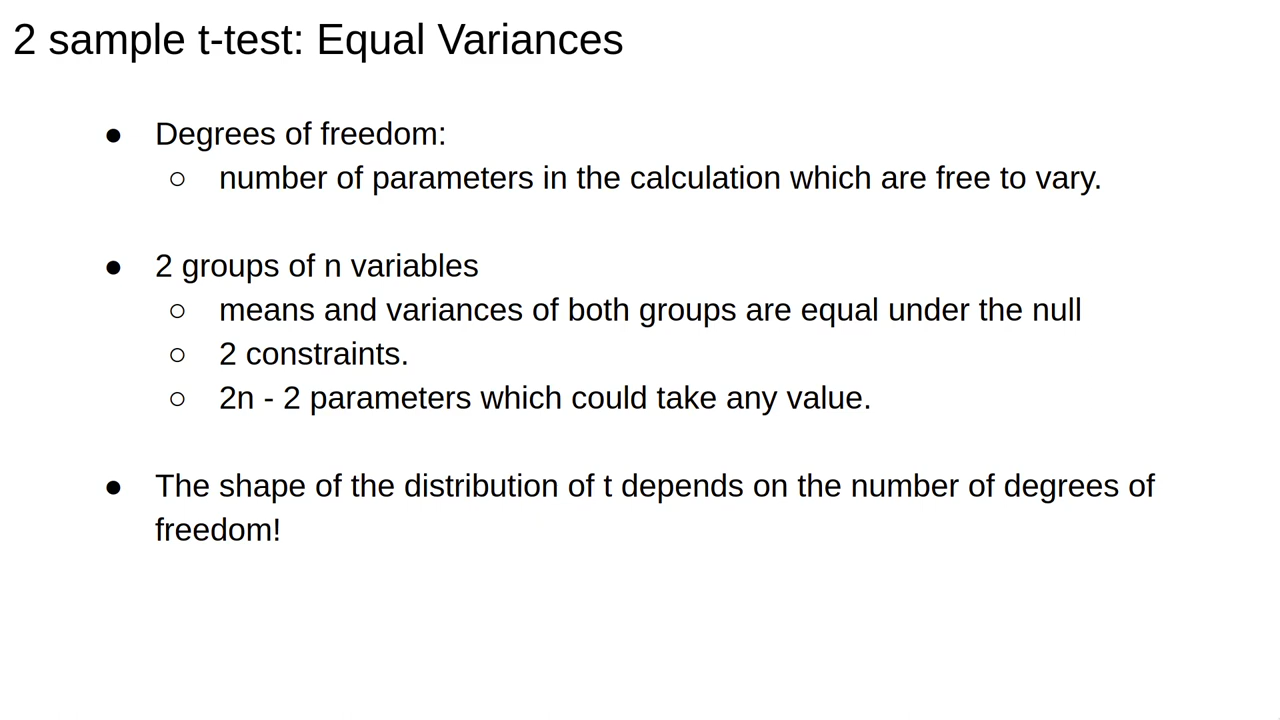 2 sample t-test: Equal Variances
● Degrees of freedom:
○ number of parameters in the calculation which are free to vary.
● 2 groups of n variables
○ means and variances of both groups are equal under the null
○ 2 constraints.
○ 2n - 2 parameters which could take any value.
● The shape of the distribution of t depends on the number of degrees of
freedom!